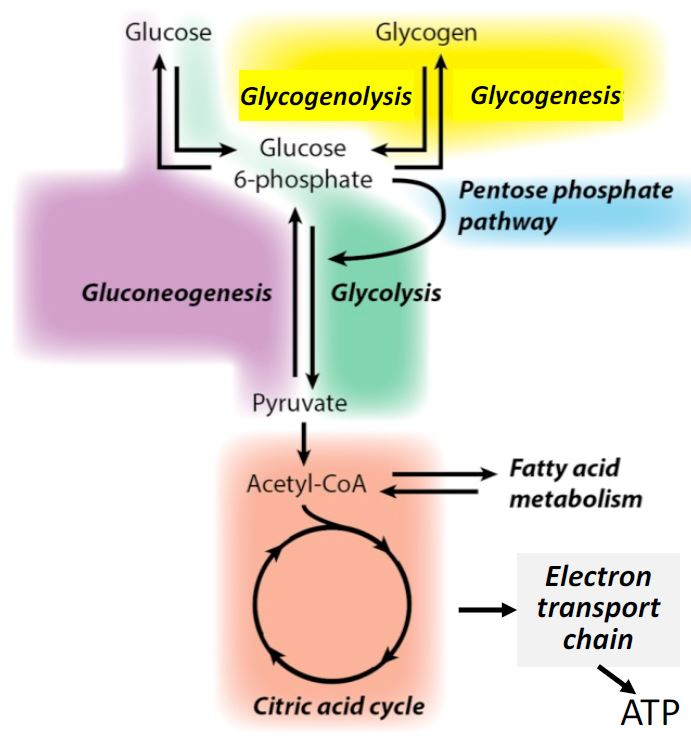 Glucose
Glycogen
Glycogenolysis
Glycogenesis
Glucose
6-phosphate
Pentose phosphate
pathway
Gluconeogenesis
Glycolysis
Pyruvate
Acetyl-CoA
Fatty acid
metabolism
Electron
transport
chain
Citric acid cycle
ATP